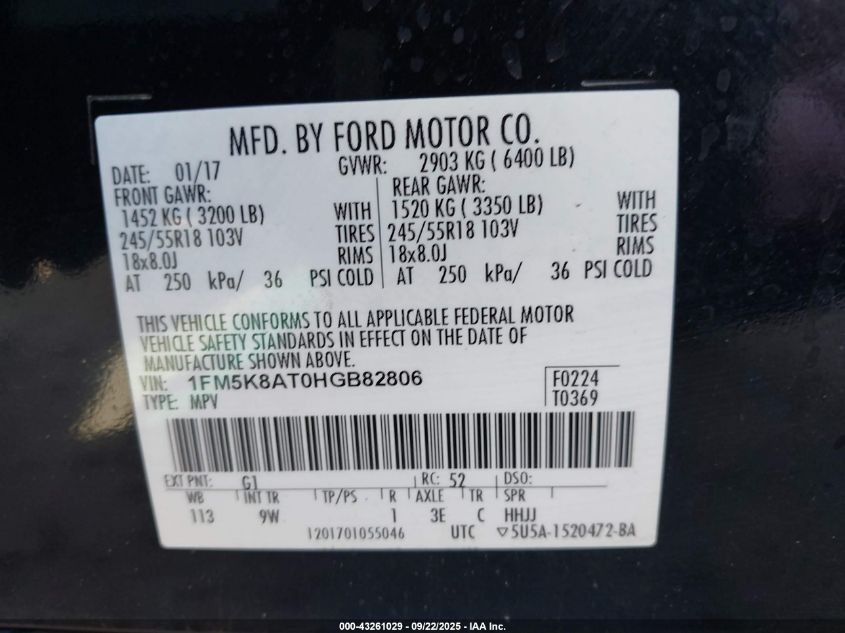 MFD. BY FORD MOTOR CO.
DATE: 01/17 GVWR: 2903 KG ( 6400 LB)
FRONT GAWR: REAR GAWR:
1452 KG ( 3200 LB) WITH 1520 KG ( 3350 LB) WITH
245/55R18 103V TIRES 245/55R18 103V TIRES
18x8.0J RIMS 18x8.0J RIMS
AT 250 kPa/ 36 PSI COLD AT 250 kPa/ 36 PSI COLD
THIS VEHICLE CONFORMS TO ALL APPLICABLE FEDERAL MOTOR
VEHICLE SAFETY STANDARDS IN EFFECT ON THE DATE OF
MANUFACTURE SHOWN ABOVE.
VIN: 1FM5K8AT0HGB82806 F0224
TYPE: MPV T0369
EXT PNT: G1 RC: 52 DSO:
WB INT TR TP/PS R AXLE TR SPR
113 9W 1 3E C HHJJ
1201701055046 UTC ▽5U5A-1520472-BA
000-43261029 - 09/22/2025 - IAA Inc.